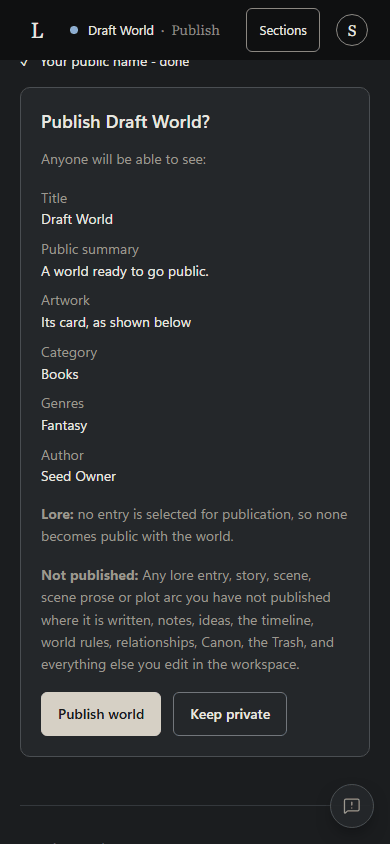 L Draft World · Publish Sections S
✓ Your public name - done
Publish Draft World?
Anyone will be able to see:
Title
Draft World
Public summary
A world ready to go public.
Artwork
Its card, as shown below
Category
Books
Genres
Fantasy
Author
Seed Owner
Lore: no entry is selected for publication, so none
becomes public with the world.
Not published: Any lore entry, story, scene,
scene prose or plot arc you have not published
where it is written, notes, ideas, the timeline,
world rules, relationships, Canon, the Trash, and
everything else you edit in the workspace.
Publish world Keep private